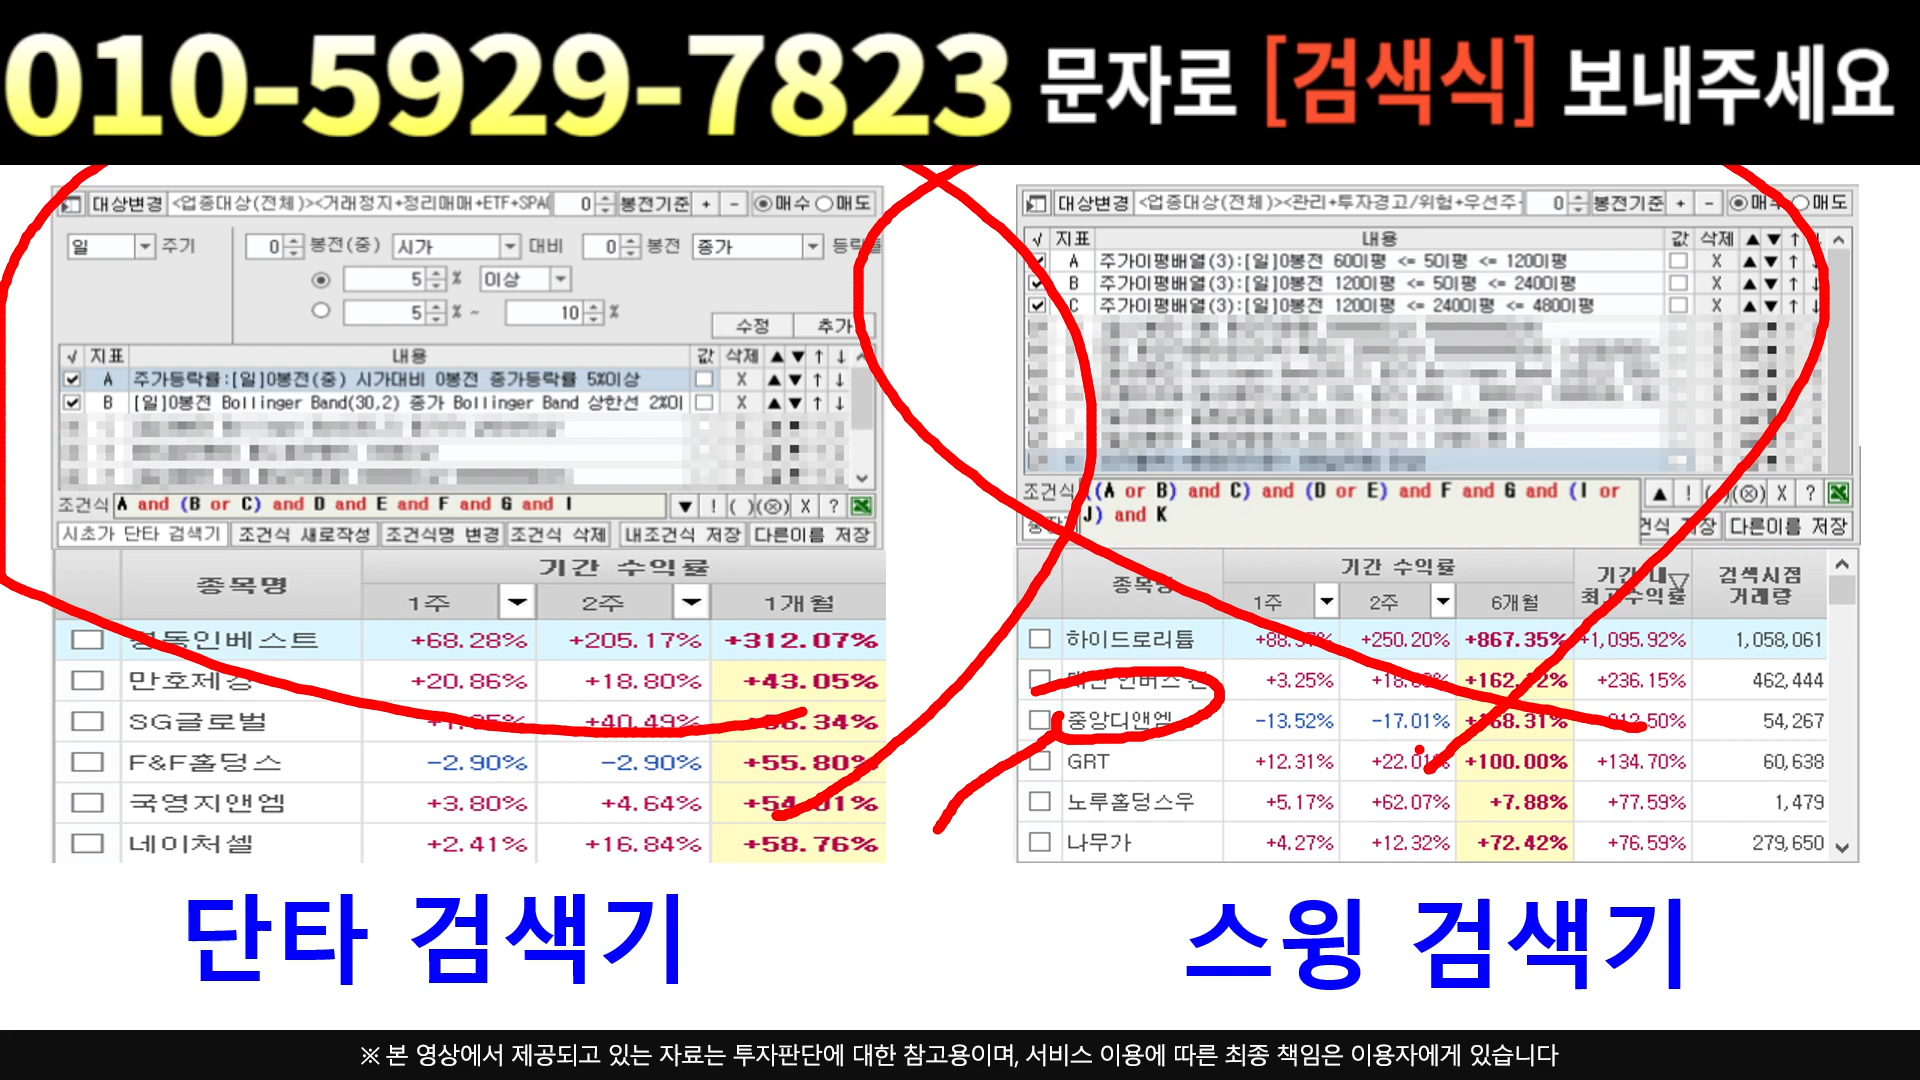 010-5929-7823 문자로 [검색식] 보내주세요
대상변경 <업종대상(전체)><거래정지+정리매매+ETF+SPA 0 봉전기준 + - 매수 매도
일 주기 0 봉전(중) 시가 대비 0 봉전 종가
5 % 이상
5 % ~ 10 %
수정 추가
√ 지표 내용 값 삭제 ▲ ▼ ↑ ↓
A 주가등락률:[일]0봉전(중) 시가대비 0봉전 종가등락률 5%이상 X ▲ ▼ ↑ ↓
B [일]0봉전 Bollinger Band(30,2) 종가 Bollinger Band 상한선 2%이 X ▲ ▼ ↑ ↓
조건식 A and (B or C) and D and E and F and G and I ▼ ! ( ) (⊗) X ?
시초가 단타 검색기 조건식 새로작성 조건식명 변경 조건식 삭제 내조건식 저장 다른이름 저장
종목명 기간 수익률
1주 2주 1개월
+68.28% +205.17% +312.07%
만호제강 +20.86% +18.80% +43.05%
SG글로벌 +40.49%
F&F홀딩스 -2.90% -2.90% +55.80%
국영지앤엠 +3.80% +4.64%
네이처셀 +2.41% +16.84% +58.76%
단타 검색기
대상변경 <업종대상(전체)><관리+투자경고/위험+우선주+ 0 봉전기준 + - 매수 매도
√ 지표 내용 값 삭제 ▲ ▼ ↑
A 주가이평배열(3):[일]0봉전 60이평 <= 5이평 <= 120이평 X ▲ ▼ ↑
B 주가이평배열(3):[일]0봉전 120이평 <= 5이평 <= 240이평 X ▲ ▼ ↑ ↓
C 주가이평배열(3):[일]0봉전 120이평 <= 240이평 <= 480이평 X ▲ ▼ ↑ ↓
조건식 ((A or B) and C) and (D or E) and F and G and (I or ▲ ! (⊗) X ?
J) and K 저장 다른이름 저장
종목명 기간 수익률 기간 내 최고수익률 검색시점 거래량
1주 2주 6개월
하이드로리튬 +250.20% +867.35% +1,095.92% 1,058,061
+3.25% +236.15% 462,444
중앙디앤엠 -13.52% -17.01% 54,267
GRT +12.31% +100.00% +134.70% 60,638
노루홀딩스우 +5.17% +62.07% +7.88% +77.59% 1,479
나무가 +4.27% +12.32% +72.42% +76.59% 279,650
스윙 검색기
※ 본 영상에서 제공되고 있는 자료는 투자판단에 대한 참고용이며, 서비스 이용에 따른 최종 책임은 이용자에게 있습니다